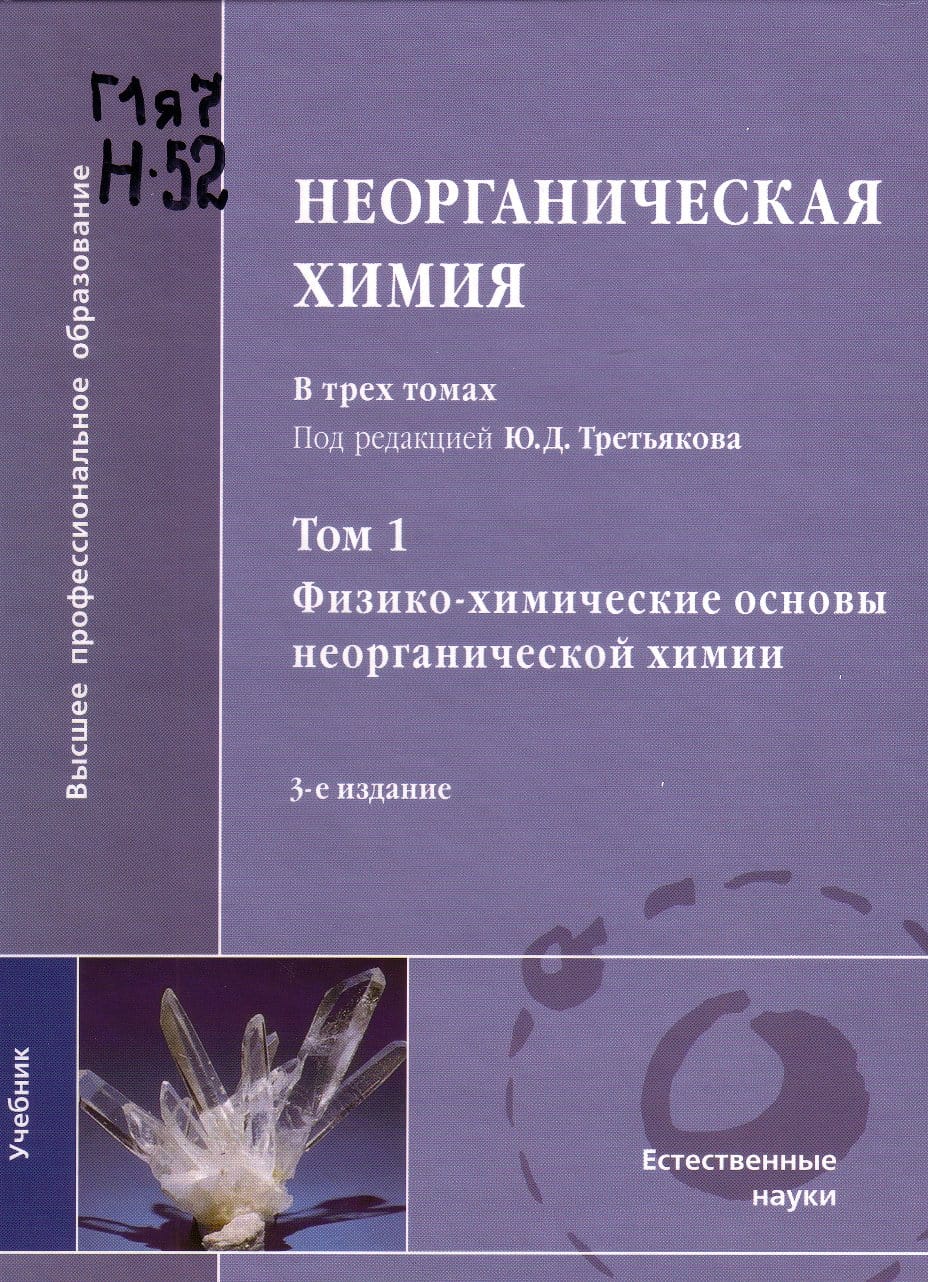 Г1я7
Н·52
Высшее профессиональное образование
НЕОРГАНИЧЕСКАЯ
ХИМИЯ
В трех томах
Под редакцией Ю.Д. Третьякова
Том 1
Физико-химические основы
неорганической химии
3-е издание
Учебник
Естественные
науки